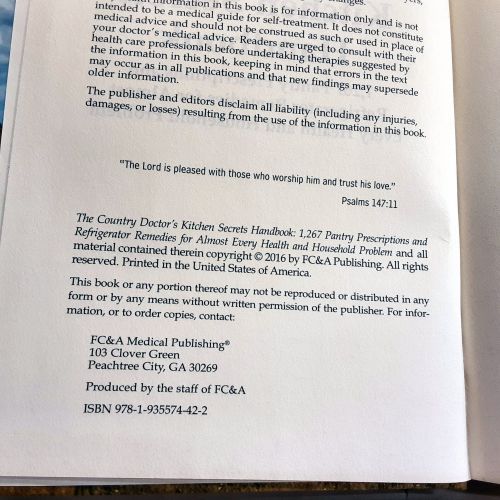 information in this book is for information only and is not
intended to be a medical guide for self-treatment. It does not constitute
medical advice and should not be construed as such or used in place of
your doctor's medical advice. Readers are urged to consult with their
health care professionals before undertaking therapies suggested by
the information in this book, keeping in mind that errors in the text
may occur as in all publications and that new findings may supersede
older information.
The publisher and editors disclaim all liability (including any injuries,
damages, or losses) resulting from the use of the information in this book.
"The Lord is pleased with those who worship him and trust his love."
Psalms 147:11
The Country Doctor's Kitchen Secrets Handbook: 1,267 Pantry Prescriptions and
Refrigerator Remedies for Almost Every Health and Household Problem and all
material contained therein copyright © 2016 by FC&A Publishing. All rights
reserved. Printed in the United States of America.
This book or any portion thereof may not be reproduced or distributed in any
form or by any means without written permission of the publisher. For infor-
mation, or to order copies, contact:
FC&A Medical Publishing®
103 Clover Green
Peachtree City, GA 30269
Produced by the staff of FC&A
ISBN 978-1-935574-42-2